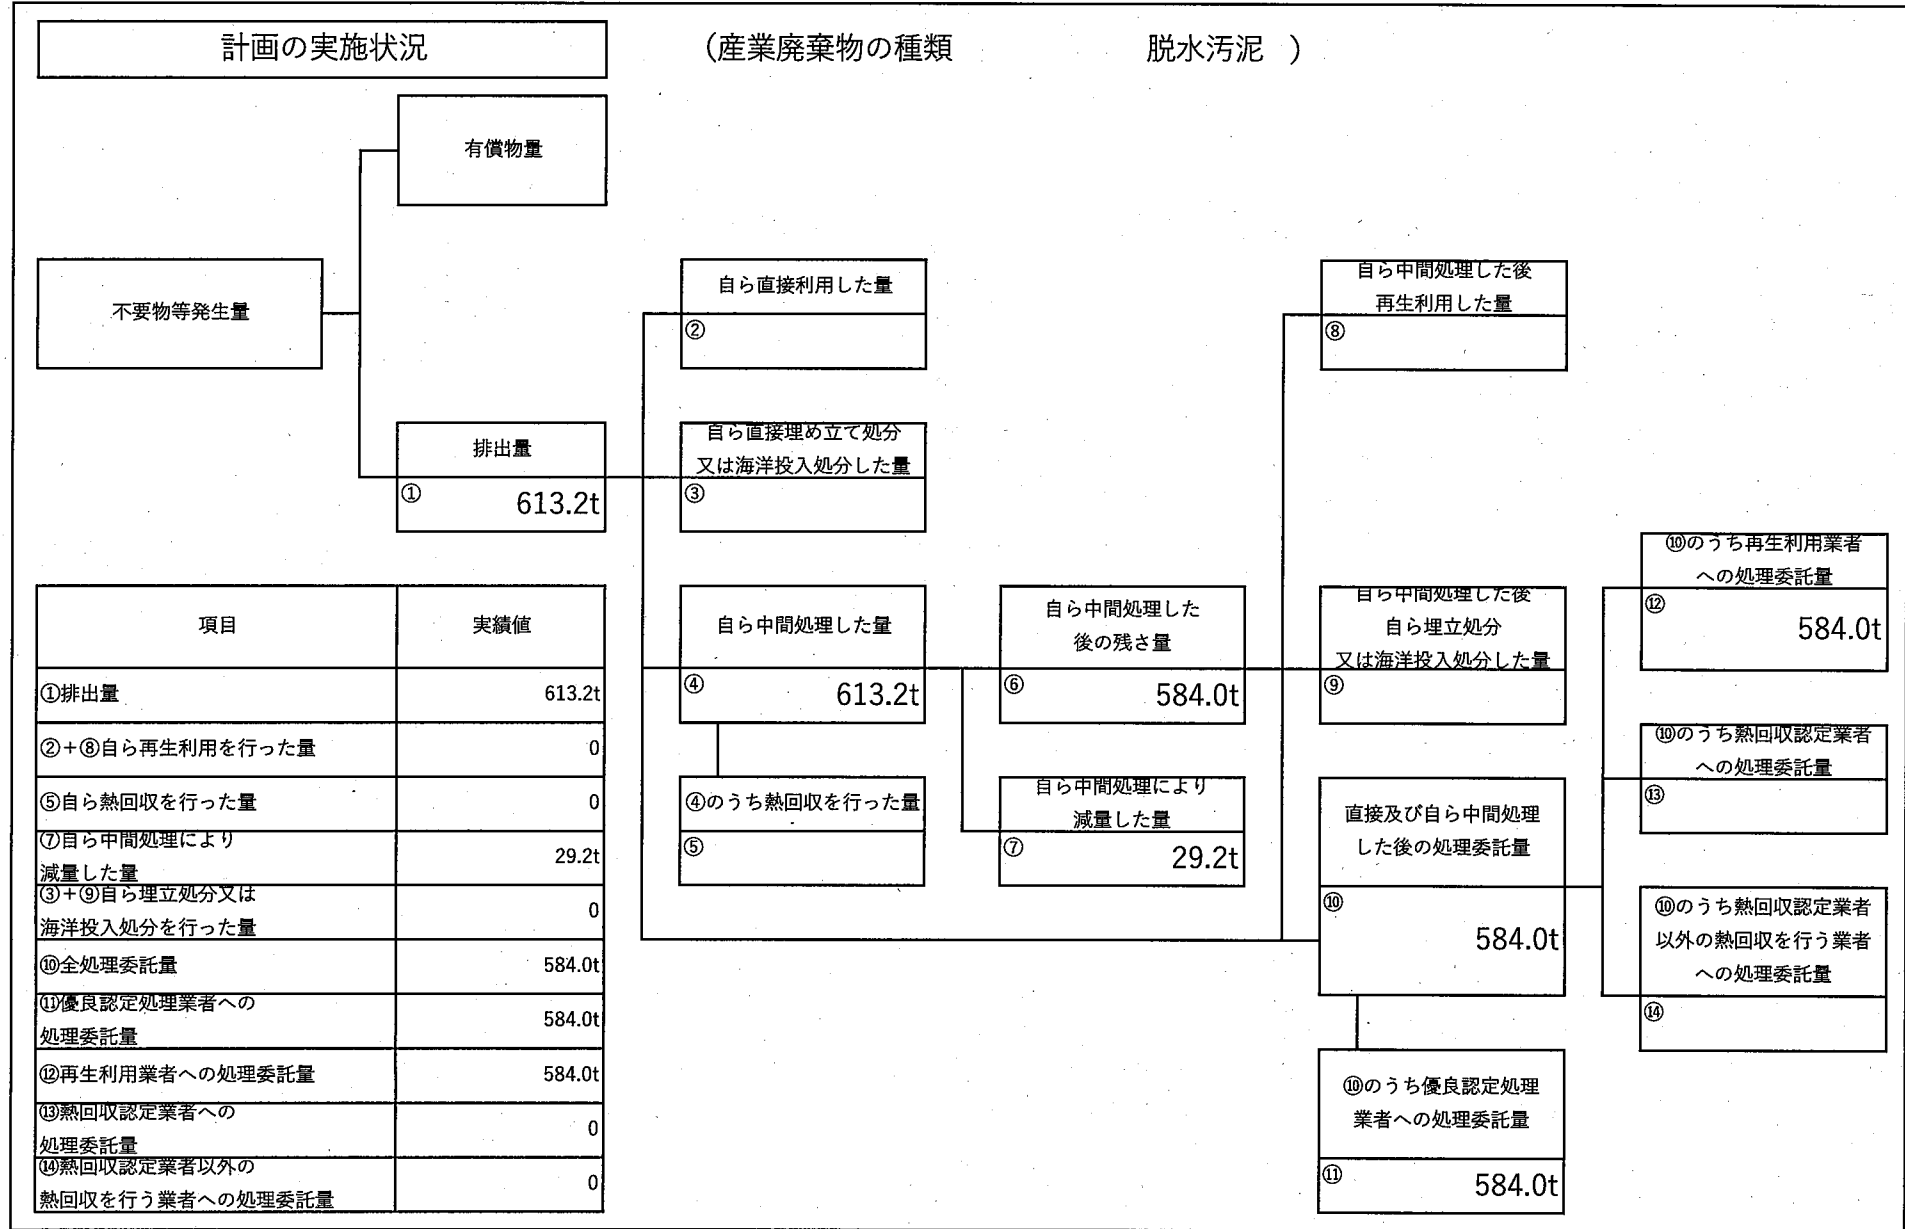 計画の実施状況
(産業廃棄物の種類 脱水汚泥 )
有償物量
不要物等発生量
排出量
① 613.2t
自ら直接利用した量
②
自ら直接埋め立て処分
又は海洋投入処分した量
③
自ら中間処理した量
④ 613.2t
④のうち熱回収を行った量
⑤
自ら中間処理した
後の残さ量
⑥ 584.0t
自ら中間処理により
減量した量
⑦ 29.2t
自ら中間処理した後
再生利用した量
⑧
自ら中間処理した後
自ら埋立処分
又は海洋投入処分した量
⑨
直接及び自ら中間処理
した後の処理委託量
⑩
584.0t
⑩のうち優良認定処理
業者への処理委託量
⑪ 584.0t
⑩のうち再生利用業者
への処理委託量
⑫
584.0t
⑩のうち熱回収認定業者
への処理委託量
⑬
⑩のうち熱回収認定業者
以外の熱回収を行う業者
への処理委託量
⑭
項目 実績値
①排出量 613.2t
②+⑧自ら再生利用を行った量 0
⑤自ら熱回収を行った量 0
⑦自ら中間処理により
減量した量 29.2t
③+⑨自ら埋立処分又は
海洋投入処分を行った量 0
⑩全処理委託量 584.0t
⑪優良認定処理業者への
処理委託量 584.0t
⑫再生利用業者への処理委託量 584.0t
⑬熱回収認定業者への
処理委託量 0
⑭熱回収認定業者以外の
熱回収を行う業者への処理委託量 0